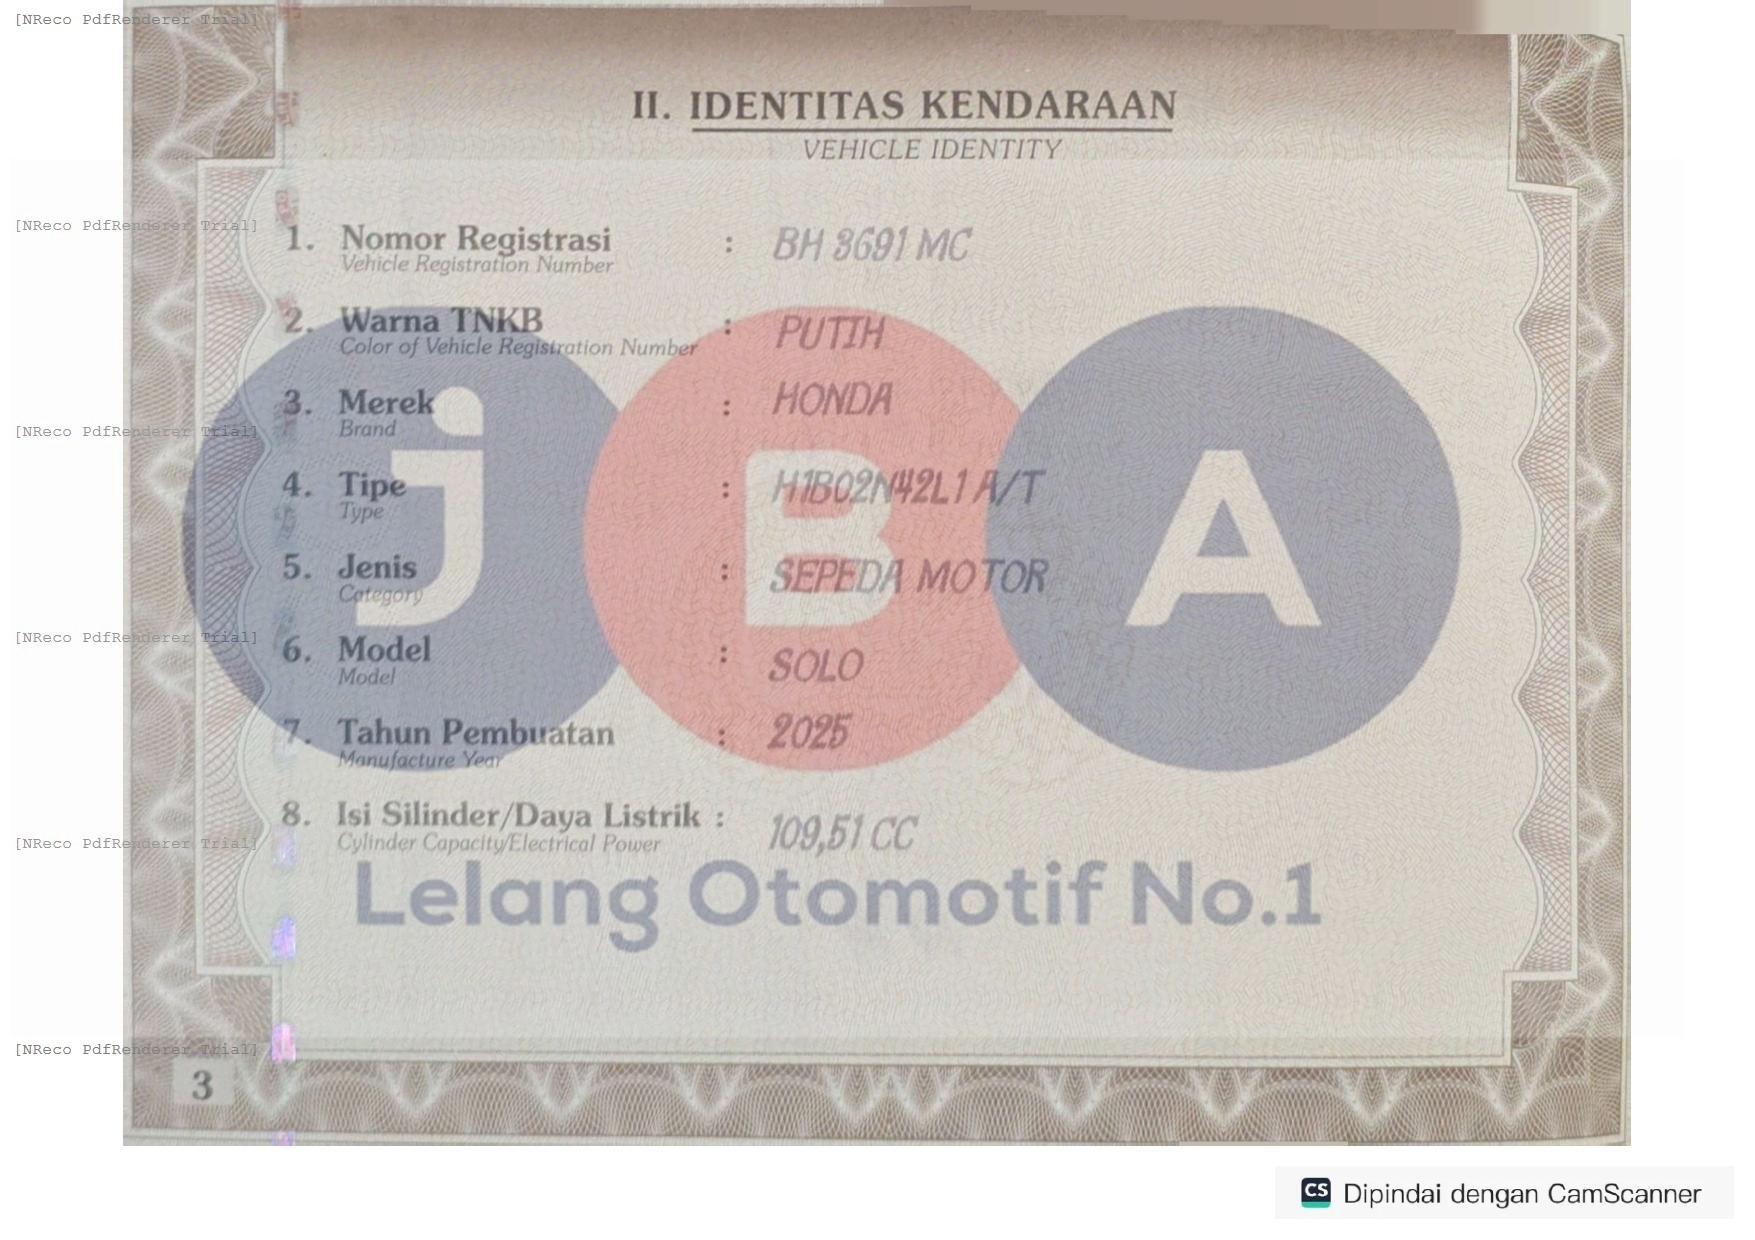 [NReco PdfRenderer Trial]
II. IDENTITAS KENDARAAN
VEHICLE IDENTITY
[NReco PdfRenderer Trial]
1. Nomor Registrasi : BH 3691 MC
Vehicle Registration Number
2. Warna TNKB : PUTIH
Color of Vehicle Registration Number
3. Merek : HONDA
Brand
[NReco PdfRenderer Trial]
4. Tipe : H1B02N42L1 A/T
Type
jBA
5. Jenis : SEPEDA MOTOR
Category
[NReco PdfRenderer Trial]
6. Model : SOLO
Model
7. Tahun Pembuatan : 2025
Manufacture Year
8. Isi Silinder/Daya Listrik : 109,51 CC
Cylinder Capacity/Electrical Power
[NReco PdfRenderer Trial]
Lelang Otomotif No.1
[NReco PdfRenderer Trial]
3
CS Dipindai dengan CamScanner